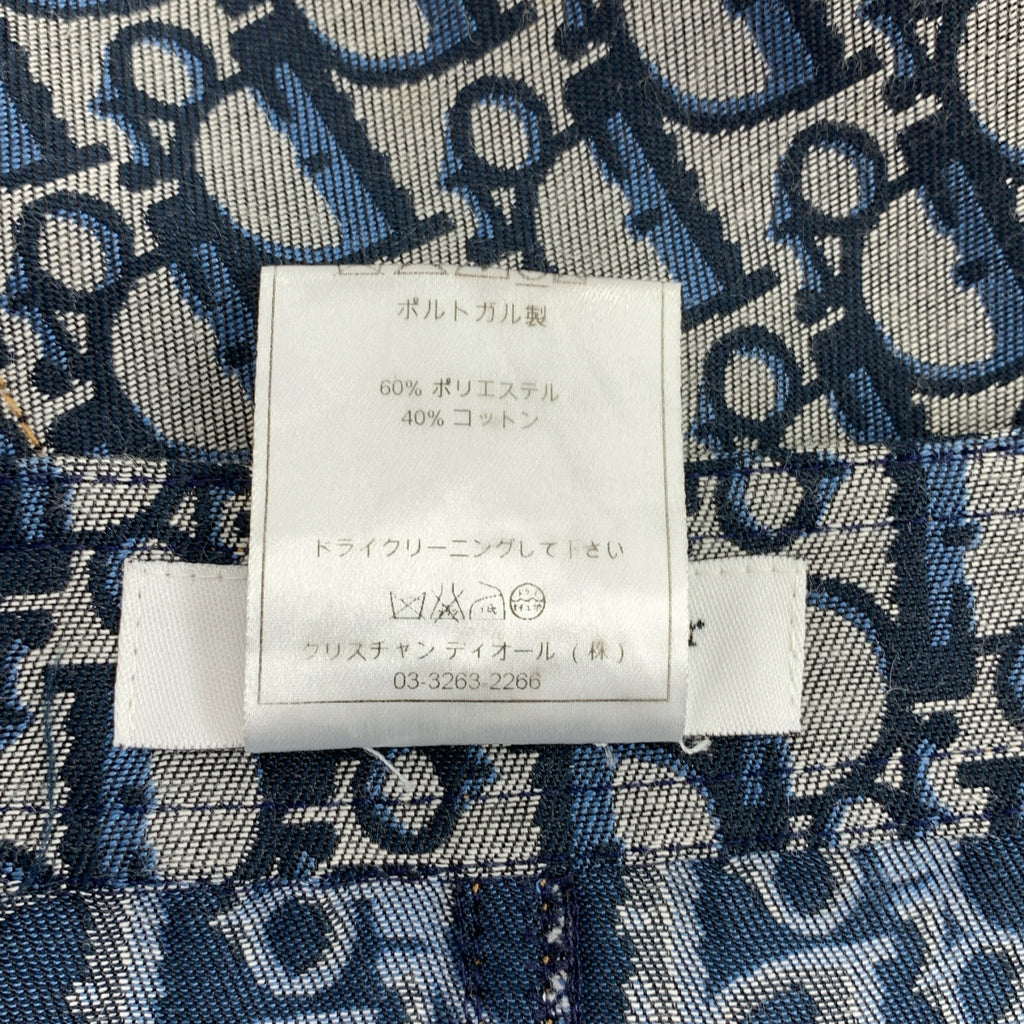 ポルトガル製
60% ポリエステル
40% コットン
ドライクリーニングして下さい
クリスチャン ディオール ( 株 )
03-3263-2266